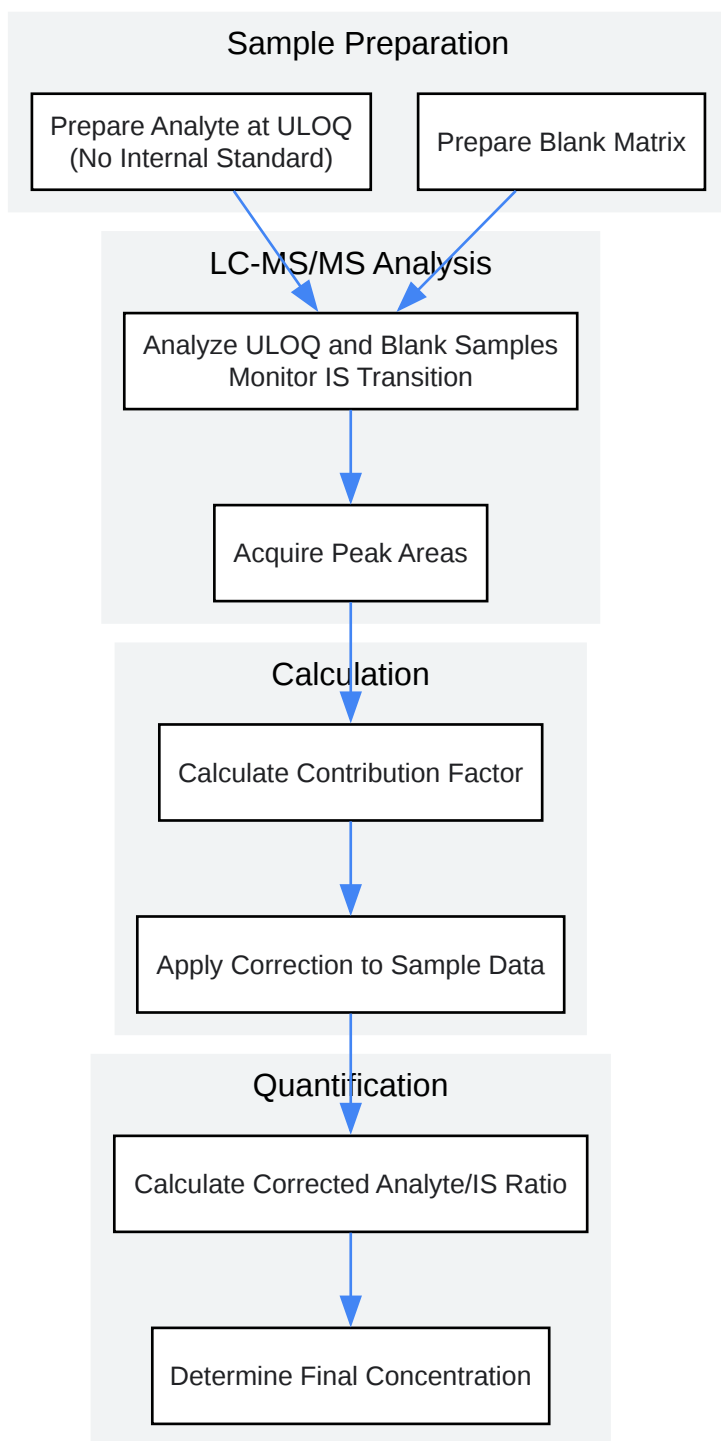 Sample Preparation
Prepare Analyte at ULOQ
(No Internal Standard)
Prepare Blank Matrix
LC-MS/MS Analysis
Analyze ULOQ and Blank Samples
Monitor IS Transition
Acquire Peak Areas
Calculation
Calculate Contribution Factor
Apply Correction to Sample Data
Quantification
Calculate Corrected Analyte/IS Ratio
Determine Final Concentration